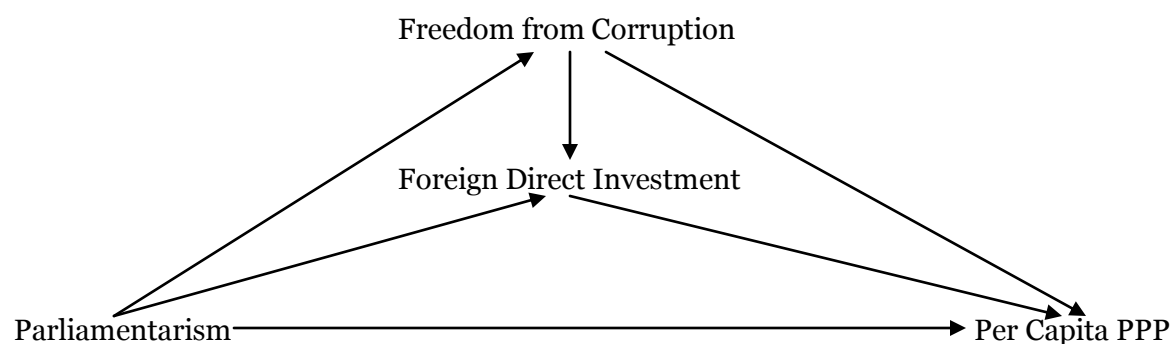 Freedom from Corruption
Foreign Direct Investment
Parliamentarism
Per Capita PPP